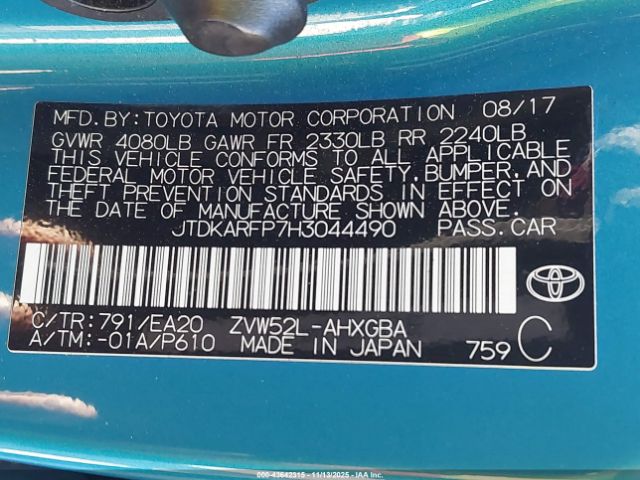 MFD.BY:TOYOTA MOTOR CORPORATION 08/17
GVWR 4080LB GAWR FR 2330LB RR 2240LB
THIS VEHICLE CONFORMS TO ALL APPLICABLE
FEDERAL MOTOR VEHICLE SAFETY,BUMPER,AND
THEFT PREVENTION STANDARDS IN EFFECT ON
THE DATE OF MANUFACTURE SHOWN ABOVE.
JTDKARFP7H3044490 PASS.CAR
C/TR:791/EA20 ZVW52L-AHXGBA
A/TM:-01A/P610 MADE IN JAPAN 759 C
TOYOTA
000-43642315 - 11/13/2025 - IAA Inc.